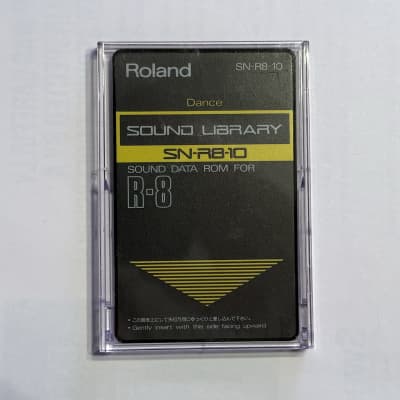 Roland
SN-R8-10
Dance
SOUND LIBRARY
SN-R8-10
SOUND DATA ROM FOR
R-8
• Gently insert with this side facing upward